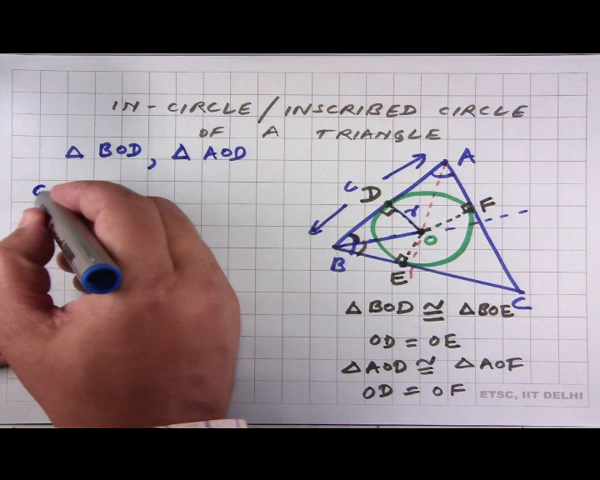 IN-CIRCLE/INSCRIBED CIRCLE
OF A TRIANGLE
Δ BOD, Δ AOD
C
A
D
r
F
O
B
E
C
Δ BOD ≅ Δ BOE
OD = OE
Δ AOD ≅ Δ AOF
OD = OF
ETSC, IIT DELHI